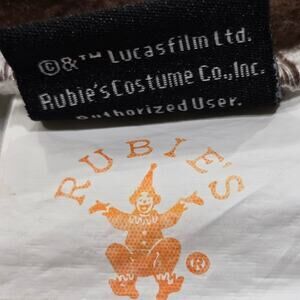 ©&™ Lucasfilm Ltd.
Rubie's Costume Co., Inc.
Authorized User.
RUBIE'S
®